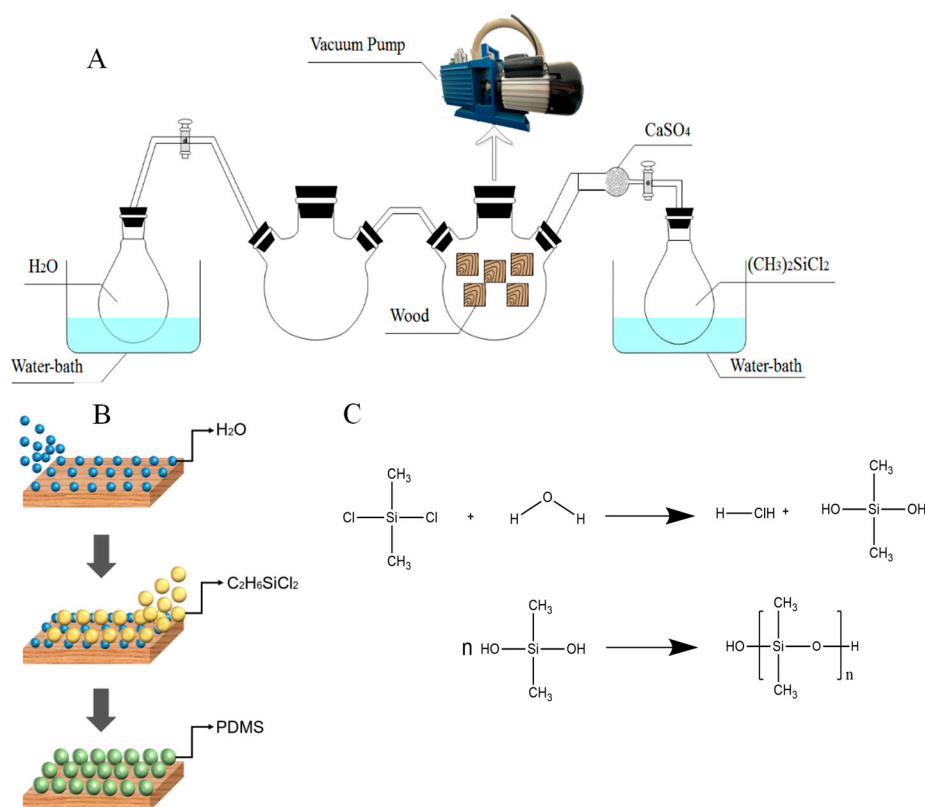 A
Vacuum Pump
CaSO4
H2O
(CH3)2SiCl2
Wood
Water-bath
Water-bath
B
H2O
C2H6SiCl2
PDMS
C
CH3
Cl Si Cl
CH3
+
O
H H
H ClH +
CH3
HO Si OH
CH3
CH3
n HO Si OH
CH3
CH3
HO Si O H
n
CH3